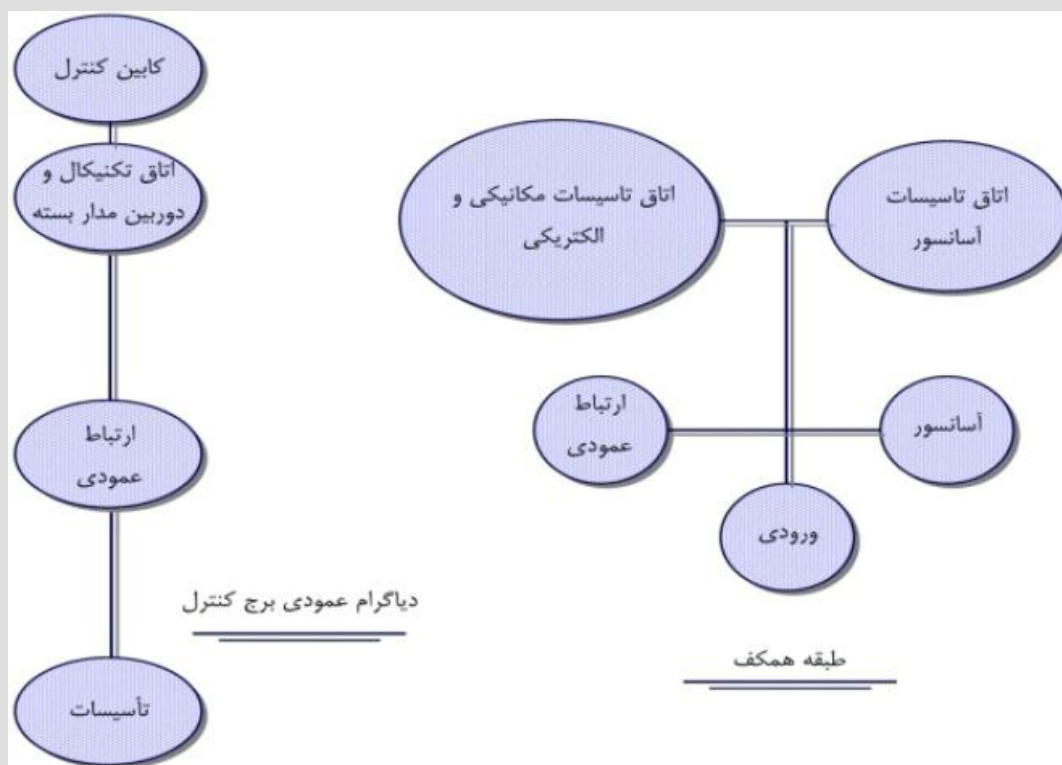 کابین کنترل
اتاق تکنیکال و
دوربین مدار بسته
ارتباط
عمودی
تأسیسات
دیاگرام عمودی برج کنترل
اتاق تاسیسات مکانیکی و
الکتریکی
اتاق تاسیسات
آسانسور
ارتباط
عمودی
آسانسور
ورودی
طبقه همکف